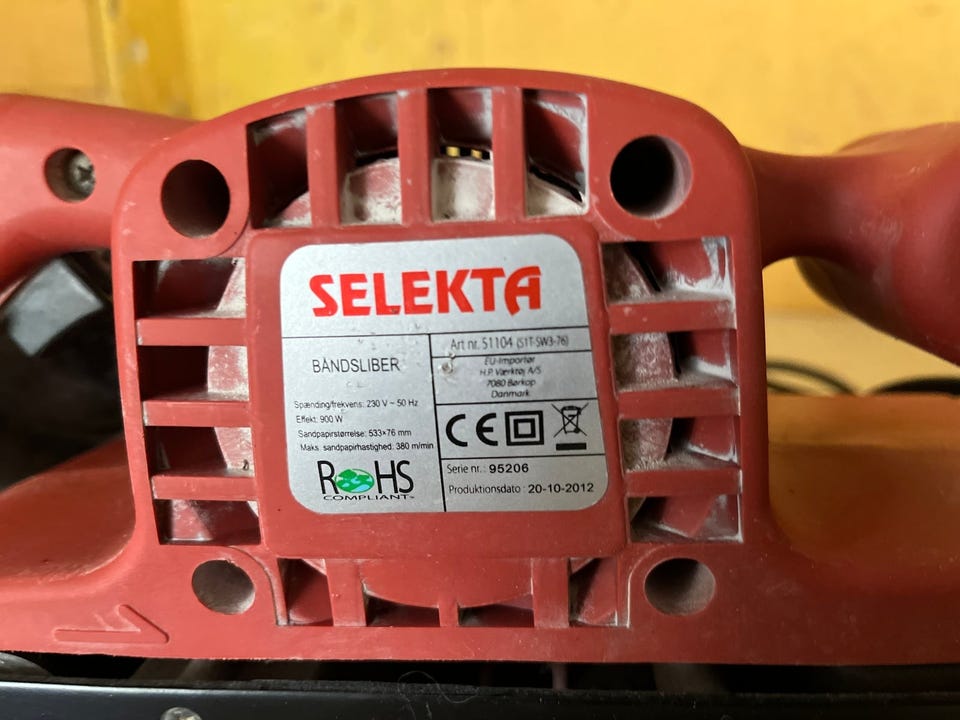 SELEKTA
Art nr. 51104 (S1T-SW3-76)
BÅNDSLIBER
EU-Importør
H.P. Værktøj A/S
7080 Børkop
Danmark
Spænding/frekvens: 230 V ~ 50 Hz
Effekt: 900 W
Sandpapirstørrelse: 533×76 mm
Maks. sandpapirhastighed: 380 m/min
CE
RoHS
COMPLIANT
Serie nr.: 95206
Produktionsdato: 20-10-2012